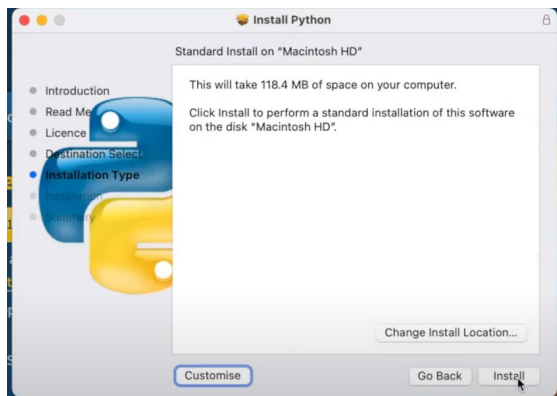 Install Python
Standard Install on "Macintosh HD"
Introduction
Read Me
Licence
Destination Select
Installation Type
Installation
Summary
This will take 118.4 MB of space on your computer.
Click Install to perform a standard installation of this software
on the disk "Macintosh HD".
Change Install Location...
Customise
Go Back
Install